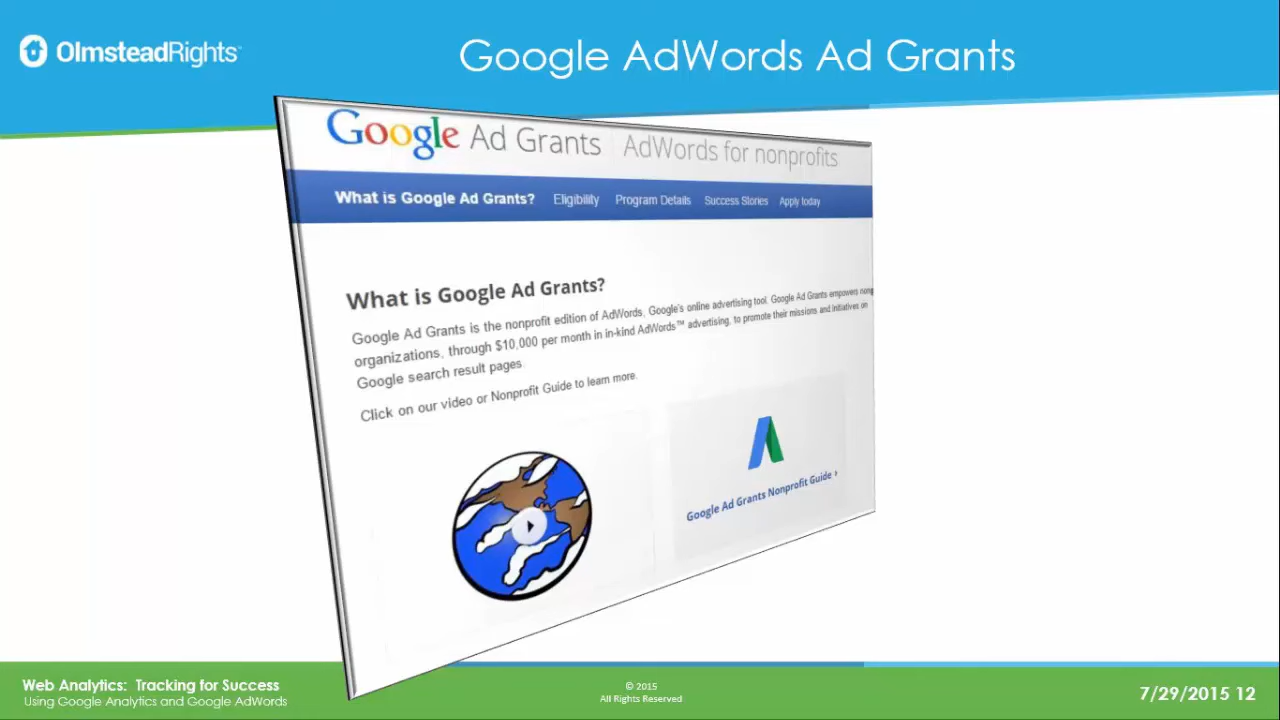 OlmsteadRights
Google AdWords Ad Grants
Google Ad Grants AdWords for nonprofits
What is Google Ad Grants? Eligibility Program Details Success Stories Apply today
What is Google Ad Grants?
Google Ad Grants is the nonprofit edition of AdWords, Google's online advertising tool. Google Ad Grants empowers nonp
organizations, through $10,000 per month in in-kind AdWords™ advertising, to promote their missions and initiatives on
Google search result pages.
Click on our video or Nonprofit Guide to learn more.
Google Ad Grants Nonprofit Guide ›
Web Analytics: Tracking for Success
Using Google Analytics and Google AdWords
© 2015
All Rights Reserved
7/29/2015 12